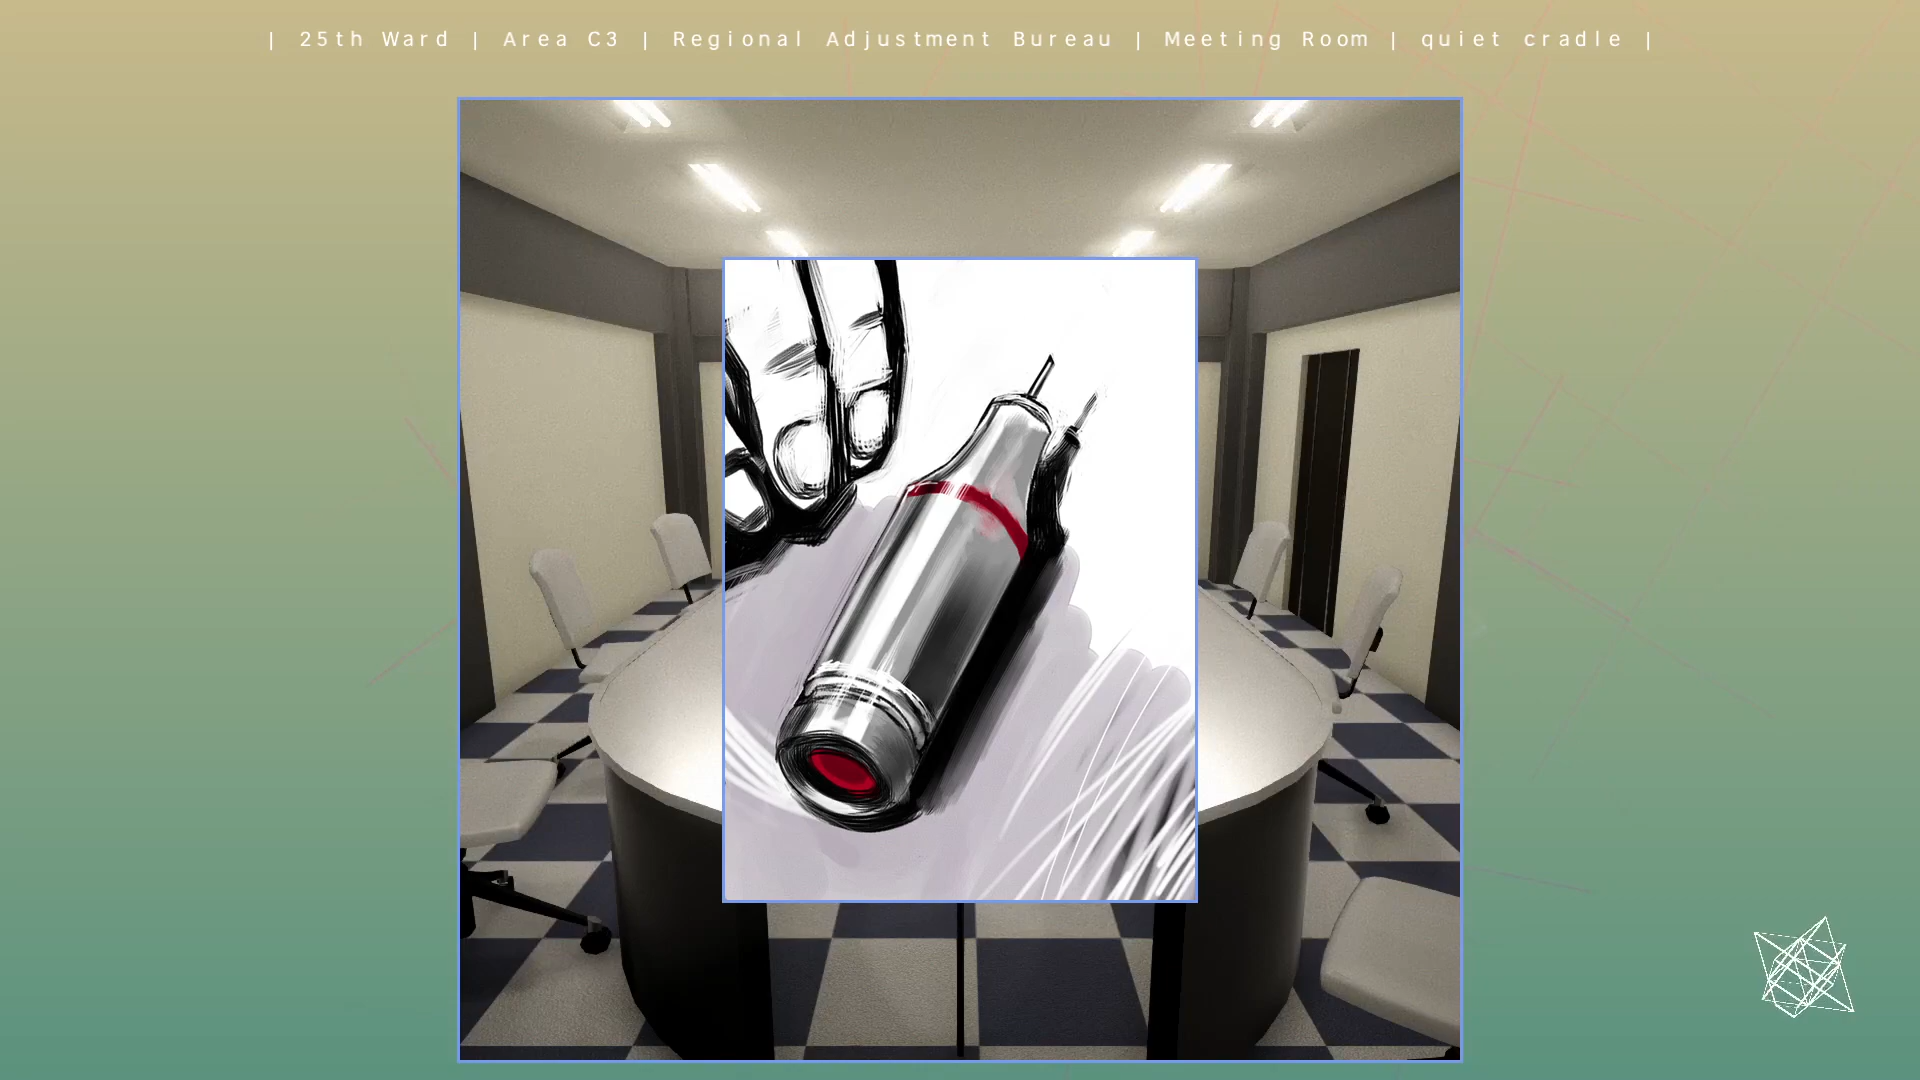 | 25th Ward | Area C3 | Regional Adjustment Bureau | Meeting Room | quiet cradle |